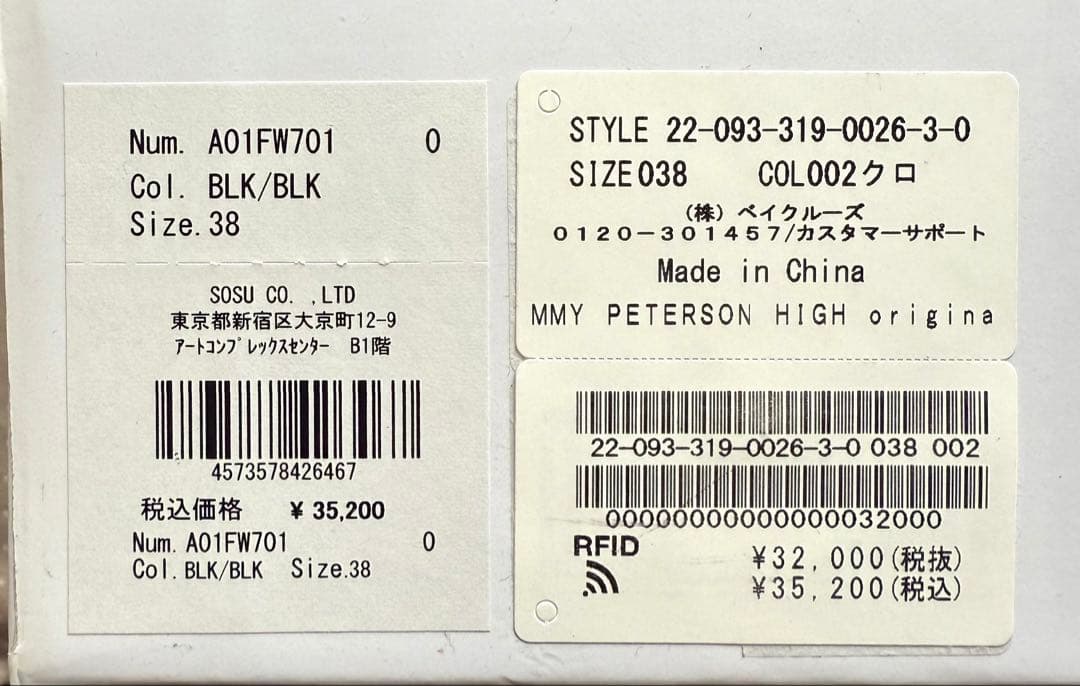 Num. A01FW701 0
Col. BLK/BLK
Size.38
SOSU CO. ,LTD
東京都新宿区大京町12-9
ｱｰﾄｺﾝﾌﾟﾚｯｸｽｾﾝﾀｰ B1階
4573578426467
税込価格 ¥ 35,200
Num. A01FW701 0
Col. BLK/BLK Size.38
STYLE 22-093-319-0026-3-0
SIZE038 COL002クロ
（株）ベイクルーズ
０１２０－３０１４５７/カスタマーサポート
Made in China
MMY PETERSON HIGH origina
22-093-319-0026-3-0 038 002
00000000000000032000
RFID
¥32,000(税抜)
¥35,200(税込)